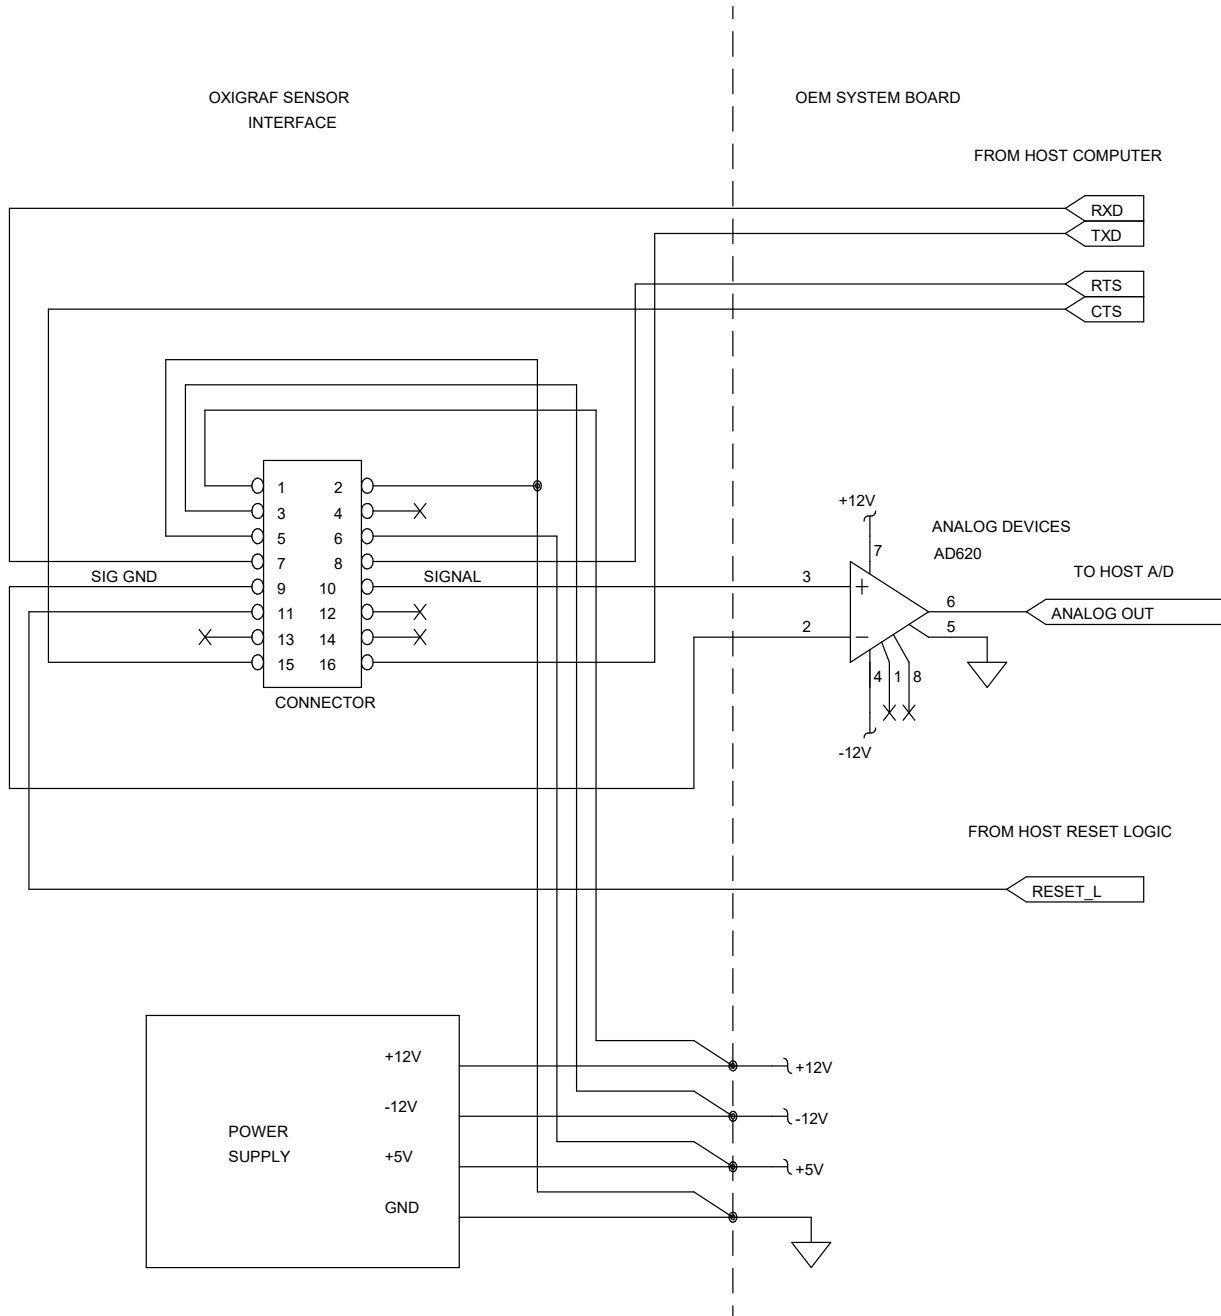 OXIGRAF SENSOR
INTERFACE
OEM SYSTEM BOARD
FROM HOST COMPUTER
RXD
TXD
RTS
CTS
1 2
3 4
5 6
7 8
9 10
11 12
13 14
15 16
SIG GND
SIGNAL
CONNECTOR
+12V
7
ANALOG DEVICES
AD620
TO HOST A/D
3
2
6
5
ANALOG OUT
4 1 8
-12V
FROM HOST RESET LOGIC
RESET_L
POWER
SUPPLY
+12V
-12V
+5V
GND
+12V
-12V
+5V